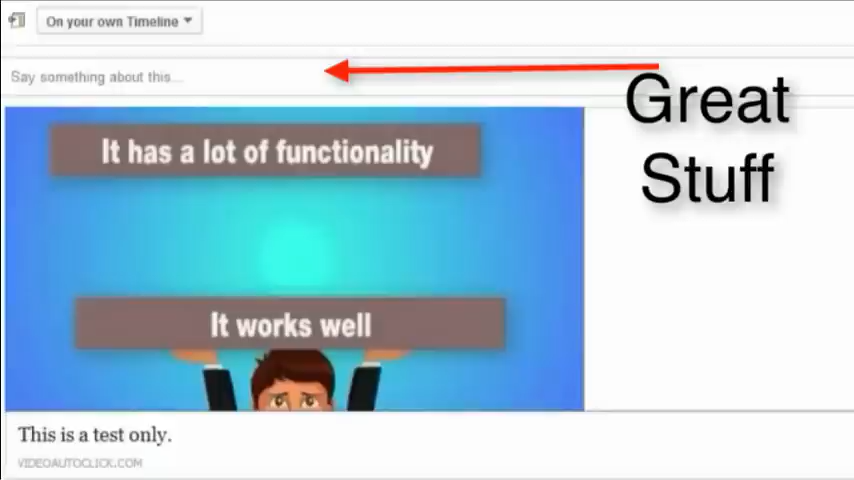 On your own Timeline
Say something about this...
Great
Stuff
It has a lot of functionality
It works well
This is a test only.
VIDEOAUTOCLICK.COM